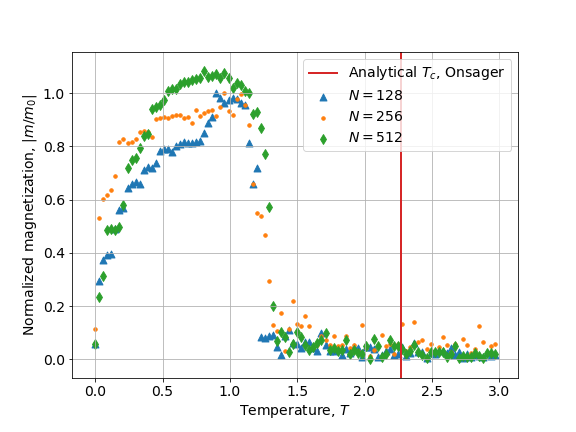 Analytical T_c, Onsager
N = 128
N = 256
N = 512
Normalized magnetization, |m/m_0|
1.0
0.8
0.6
0.4
0.2
0.0
0.0 0.5 1.0 1.5 2.0 2.5 3.0
Temperature, T